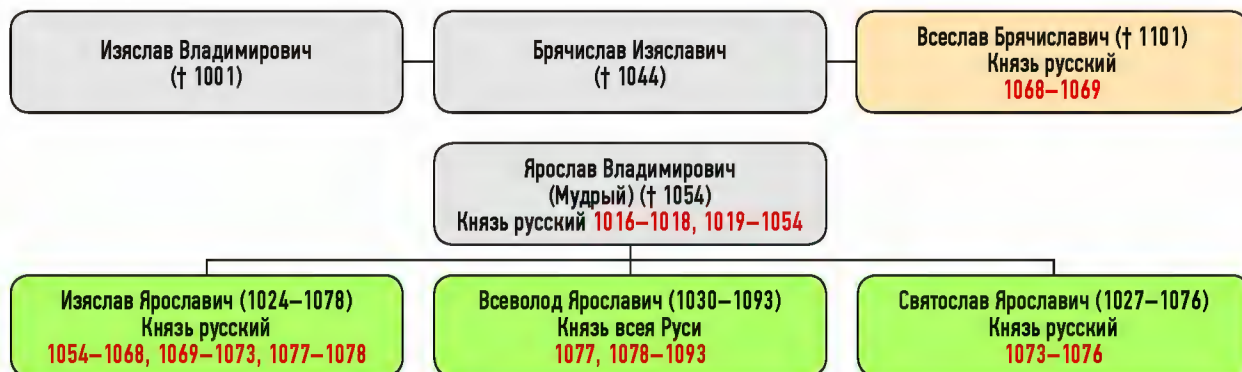 Изяслав Владимирович
(† 1001)
Брячислав Изяславич
(† 1044)
Всеслав Брячиславич († 1101)
Князь русский
1068–1069
Ярослав Владимирович
(Мудрый) († 1054)
Князь русский 1016–1018, 1019–1054
Изяслав Ярославич (1024–1078)
Князь русский
1054–1068, 1069–1073, 1077–1078
Всеволод Ярославич (1030–1093)
Князь всея Руси
1077, 1078–1093
Святослав Ярославич (1027–1076)
Князь русский
1073–1076